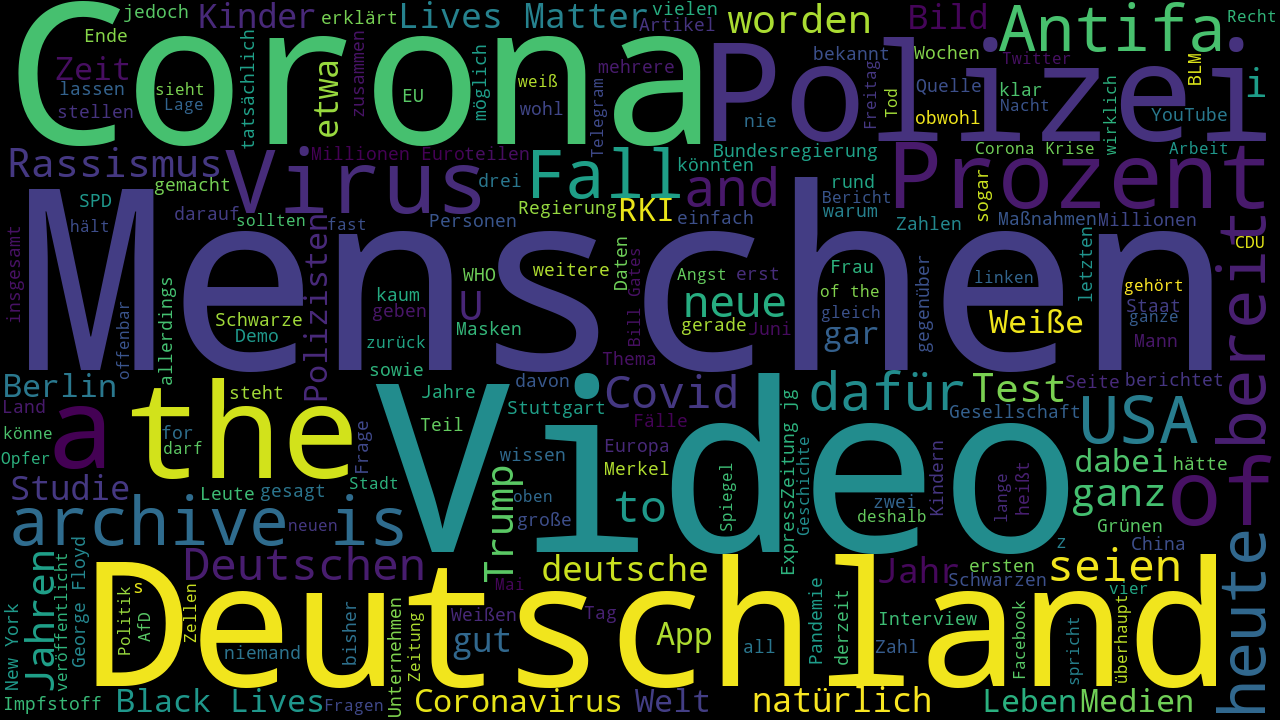 jedoch
Kinder
erklärt
Lives Matter
vielen
Artikel
worden
Bild
Antifa
Recht
Ende
Corona
Zeit
lassen
sieht
Lage
stellen
tatsächlich
etwa
zusammen
EU
möglich
weiß
wohl
mehrere
Telegram
Polizei
bekannt
Wochen
Twitter
BLM
i
Freitag
Tod
Quelle
klar
Nacht
obwohl
wirklich
YouTube
nie
Rassismus
Virus
Millionen Euro
teilen
Fall
Bundesregierung
könnten
and
Corona Krise
Arbeit
Prozent
SPD
gemacht
drei
hält
darauf
sollten
fast
Personen
Regierung
RKI
einfach
rund
Bericht
warum
Zahlen
sogar
Maßnahmen
Millionen
insgesamt
Menschen
Polizisten
WHO
weitere
Daten
Bill Gates
Angst
erst
Frau
of the
gleich
gegenüber
linken
letzten
CDU
gehört
Staat
ganze
Mann
bereit
offenbar
allerdings
Schwarze
Demo
kaum
geben
U
Masken
neue
gerade
Juni
gar
Weiße
zurück
Thema
sowie
Berlin
steht
Jahre
davon
Stuttgart
Covid
dafür
Test
Seite
berichtet
Land
a
the
Video
Teil
Fälle
ExpressZeitung jg
Gesellschaft
USA
könne
for
darf
Frage
Europa
Geschichte
dabei
hätte
Opfer
wissen
Merkel
Spiegel
Kindern
lange
heißt
Studie
Leute
gesagt
Stadt
Trump
oben
große
to
zwei
deshalb
ganz
of
archive is
neuen
Grünen
z
China
Deutschen
deutsche
Jahr
ersten
Schwarzen
seien
heute
New York
Jahren
veröffentlicht
George Floyd
Politik
s
AfD
Zallen
Deutschland
Mai
vier
niemand
bisher
Unternehmen
Zeitung
Weißen
gut
Tag
App
all
Pandemie
derzeit
Interview
Zahl
Facebook
spricht
überhaupt
Impfstoff
Black Lives
Fragen
Coronavirus
Welt
natürlich
Leben
Medien